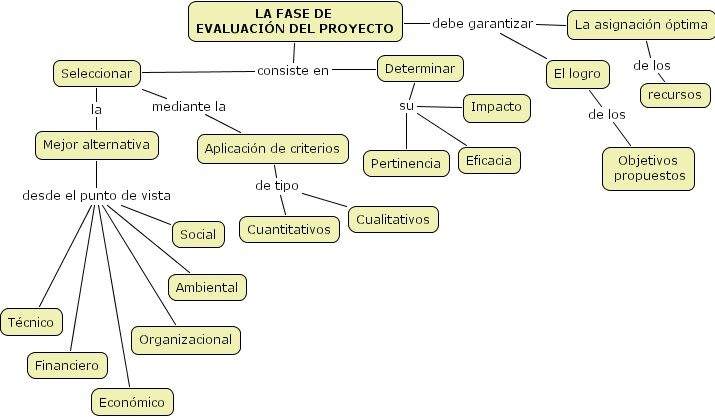 LA FASE DE
EVALUACIÓN DEL PROYECTO
debe garantizar
La asignación óptima
de los
recursos
El logro
de los
Objetivos
propuestos
consiste en
Seleccionar
Determinar
la
mediante la
su
Impacto
Pertinencia
Eficacia
Mejor alternativa
Aplicación de criterios
de tipo
Cuantitativos
Cualitativos
desde el punto de vista
Social
Ambiental
Técnico
Organizacional
Financiero
Económico